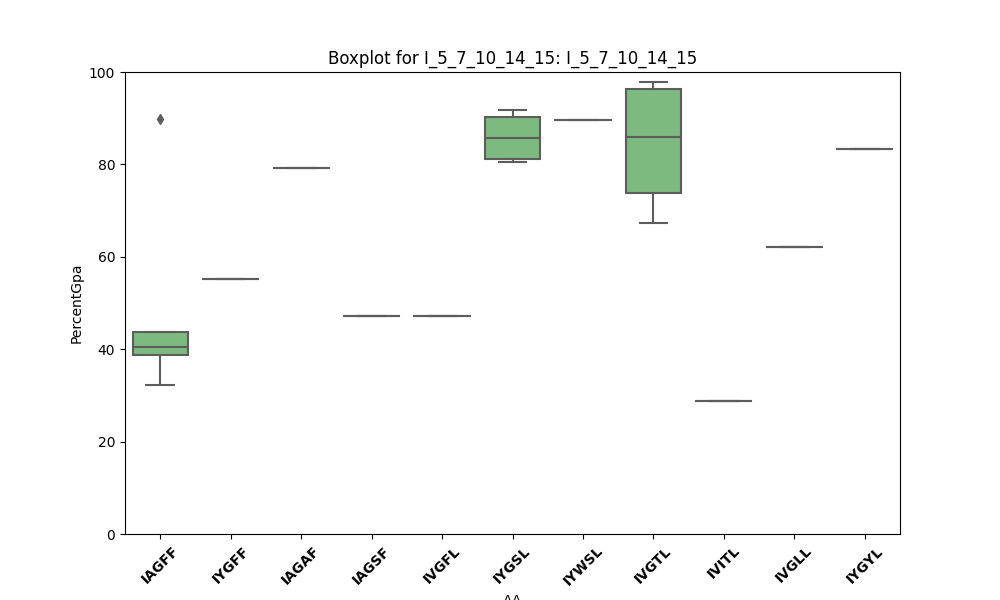 Boxplot for I_5_7_10_14_15: I_5_7_10_14_15
100
80
60
40
20
0
PercentGpa
IAGFF
IYGFF
IAGAF
IAGSF
IVGFL
IYGSL
IYWSL
IVGTL
IVITL
IVGLL
IYGYL
AA